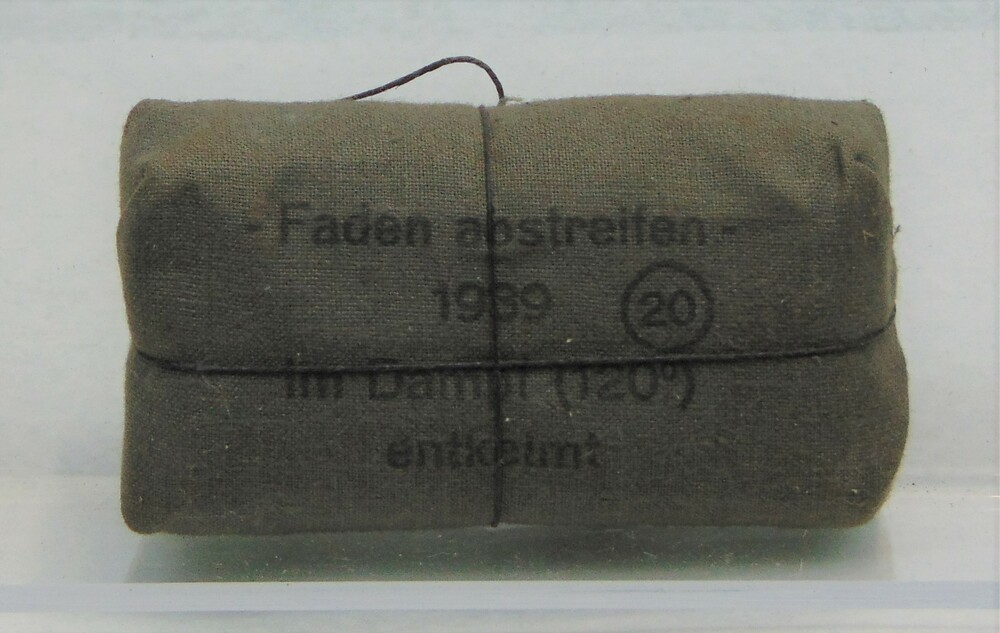 - Faden abstreifen -
1939 20
Im Dampf (120°)
entkeimt